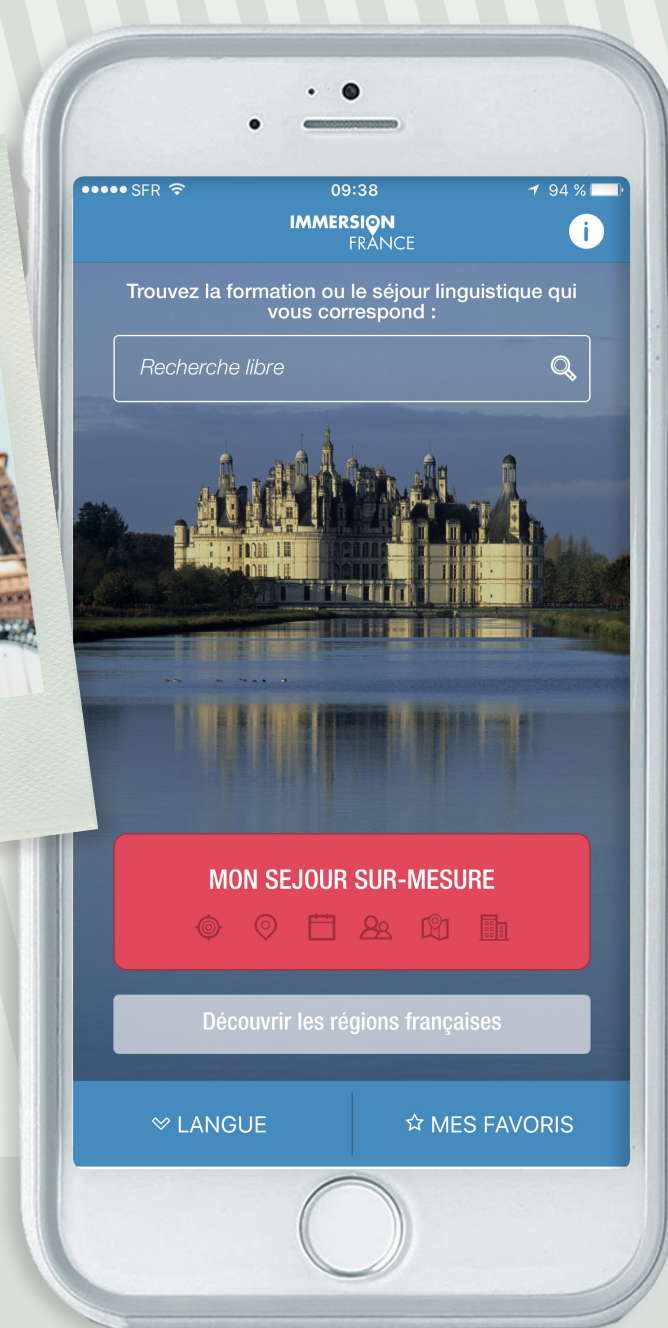 SFR
09:38
94 %
IMMERSION
FRANCE
i
Trouvez la formation ou le séjour linguistique qui
vous correspond :
Recherche libre
MON SEJOUR SUR-MESURE
Découvrir les régions françaises
LANGUE
MES FAVORIS